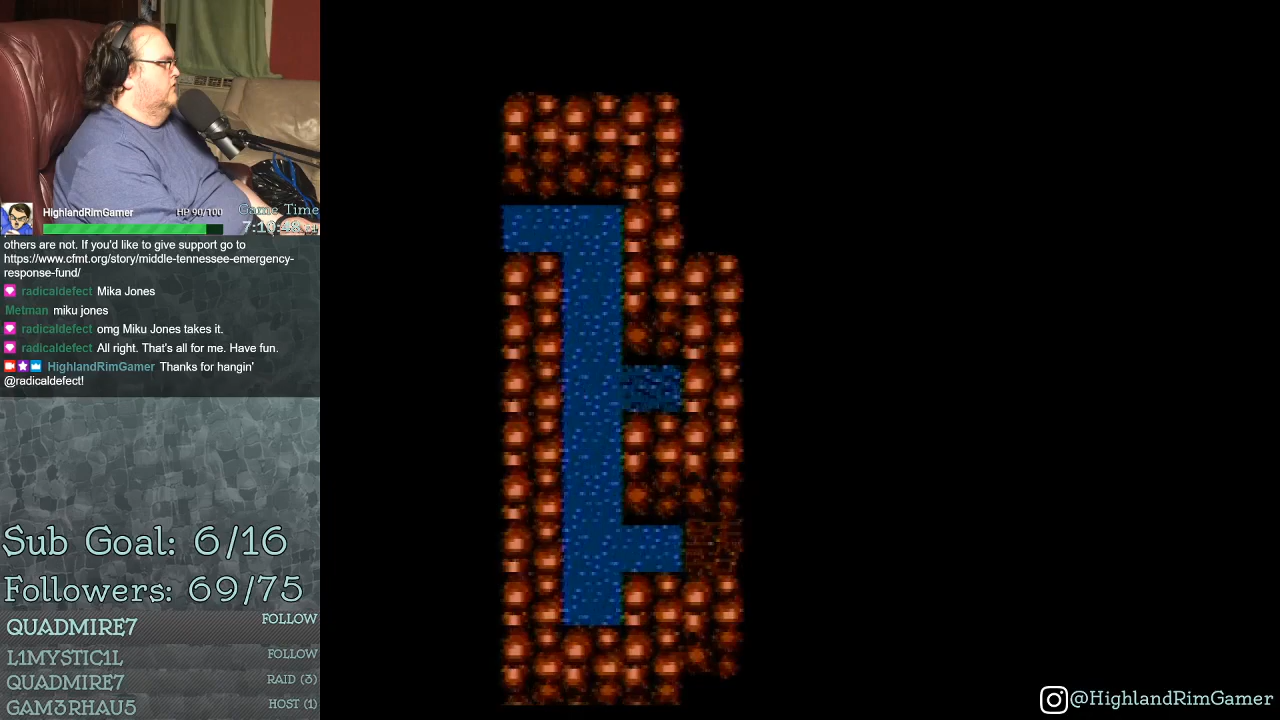 HighlandRimGamer HP 90/100 Game Time
others are not. If you'd like to give support go to
https://www.cfmt.org/story/middle-tennessee-emergency-
response-fund/
radicaldefect Mika Jones
Metman miku jones
radicaldefect omg Miku Jones takes it.
radicaldefect All right. That's all for me. Have fun.
HighlandRimGamer Thanks for hangin'
@radicaldefect!
Sub Goal: 6/16
Followers: 69/75
QUADMIRE7 FOLLOW
L1MYSTIC1L FOLLOW
QUADMIRE7 RAID (3)
GAM3RHAU5 HOST (1)
@HighlandRimGamer